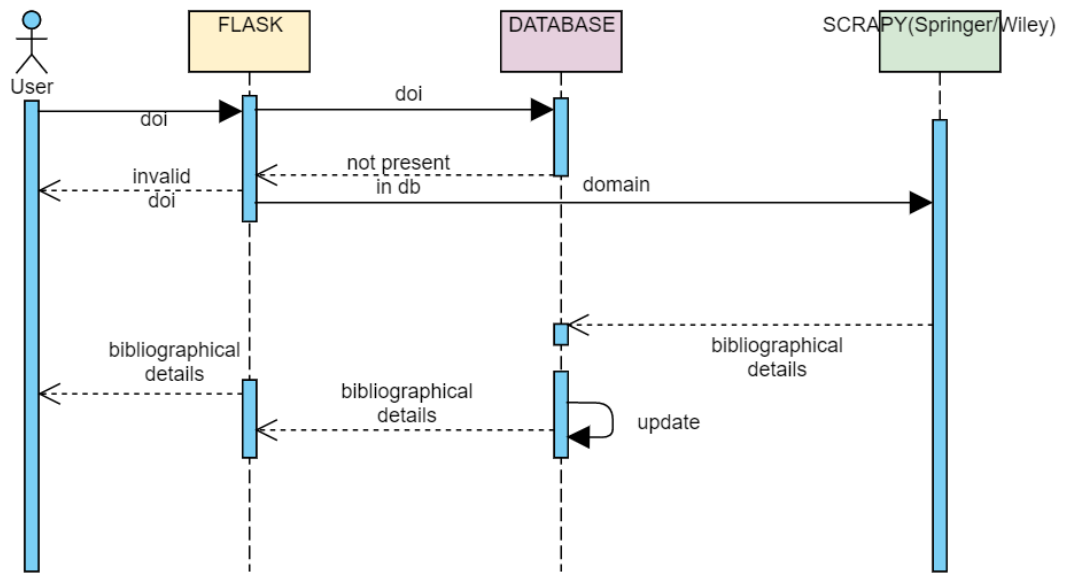 FLASK
DATABASE
SCRAPY(Springer/Wiley)
User
doi
doi
not present
in db
invalid
doi
domain
bibliographical
details
bibliographical
details
bibliographical
details
update